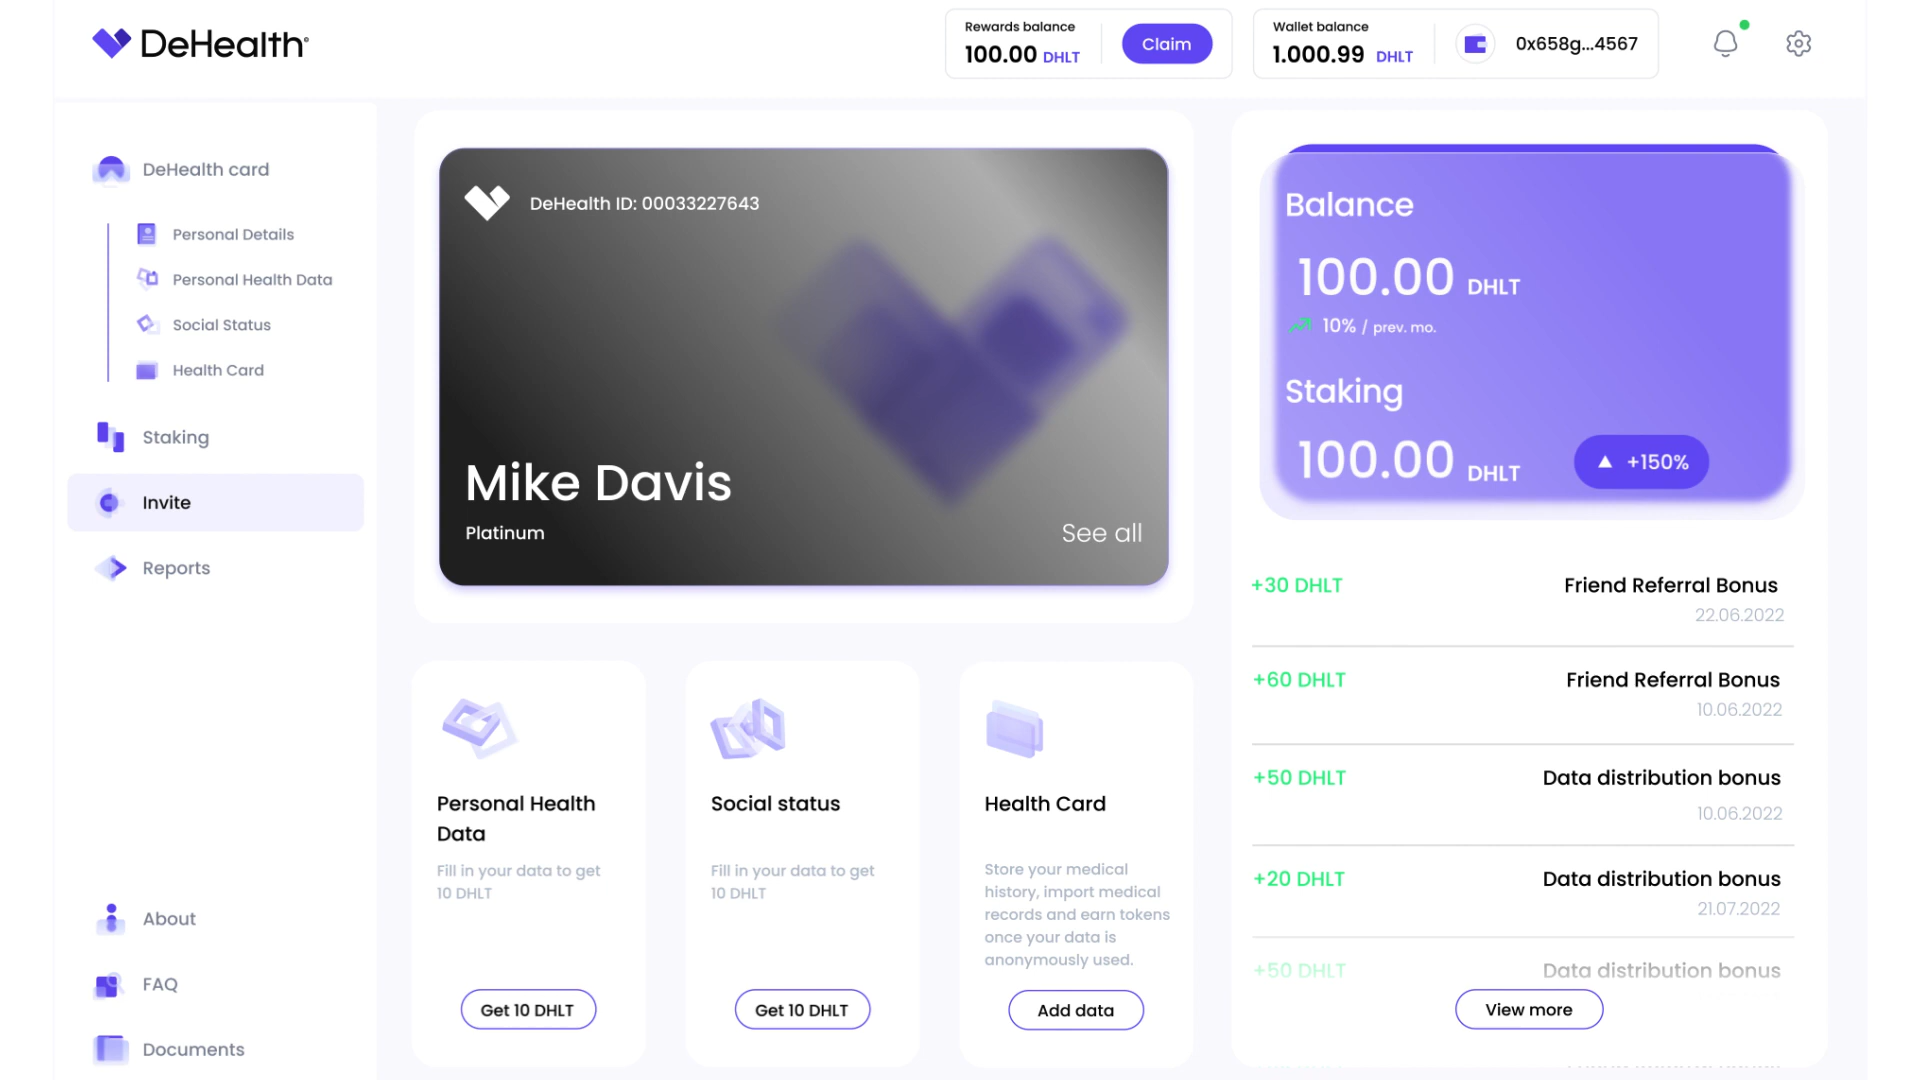 DeHealth
Rewards balance
100.00 DHLT
Claim
Wallet balance
1.000.99 DHLT
0x658g...4567
DeHealth card
Personal Details
Personal Health Data
Social Status
Health Card
Staking
Invite
Reports
About
FAQ
Documents
DeHealth ID: 00033227643
Mike Davis
Platinum
See all
Personal Health
Data
Fill in your data to get
10 DHLT
Get 10 DHLT
Social status
Fill in your data to get
10 DHLT
Get 10 DHLT
Health Card
Store your medical
history, import medical
records and earn tokens
once your data is
anonymously used.
Add data
Balance
100.00 DHLT
10% / prev. mo.
Staking
100.00 DHLT
+150%
+30 DHLT
Friend Referral Bonus
22.06.2022
+60 DHLT
Friend Referral Bonus
10.06.2022
+50 DHLT
Data distribution bonus
10.06.2022
+20 DHLT
Data distribution bonus
21.07.2022
+50 DHLT
Data distribution bonus
View more